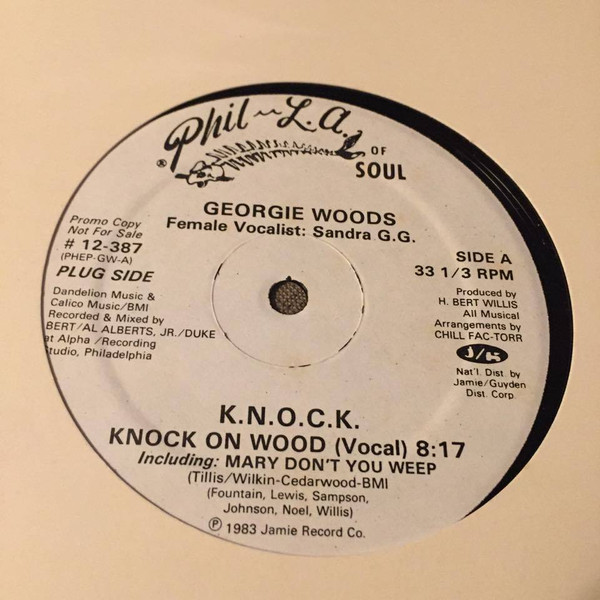 Phil~L.A.
®
OF
SOUL
GEORGIE WOODS
Female Vocalist: Sandra G.G.
Promo Copy
Not For Sale
# 12-387
(PHEP-GW-A)
PLUG SIDE
Dandelion Music &
Calico Music/BMI
Recorded & Mixed by
BERT/AL ALBERTS, JR./DUKE
at Alpha /Recording
tudio, Philadelphia
SIDE A
33 1/3 RPM
Produced by
H. BERT WILLIS
All Musical
Arrangements by
CHILL FAC-TORR
J/K
Nat'l. Dist. by
Jamie/Guyden
Dist. Corp.
K.N.O.C.K.
KNOCK ON WOOD (Vocal) 8:17
Including: MARY DON'T YOU WEEP
(Tillis/Wilkin-Cedarwood-BMI
(Fountain, Lewis, Sampson,
Johnson, Noel, Willis)
℗ 1983 Jamie Record Co.